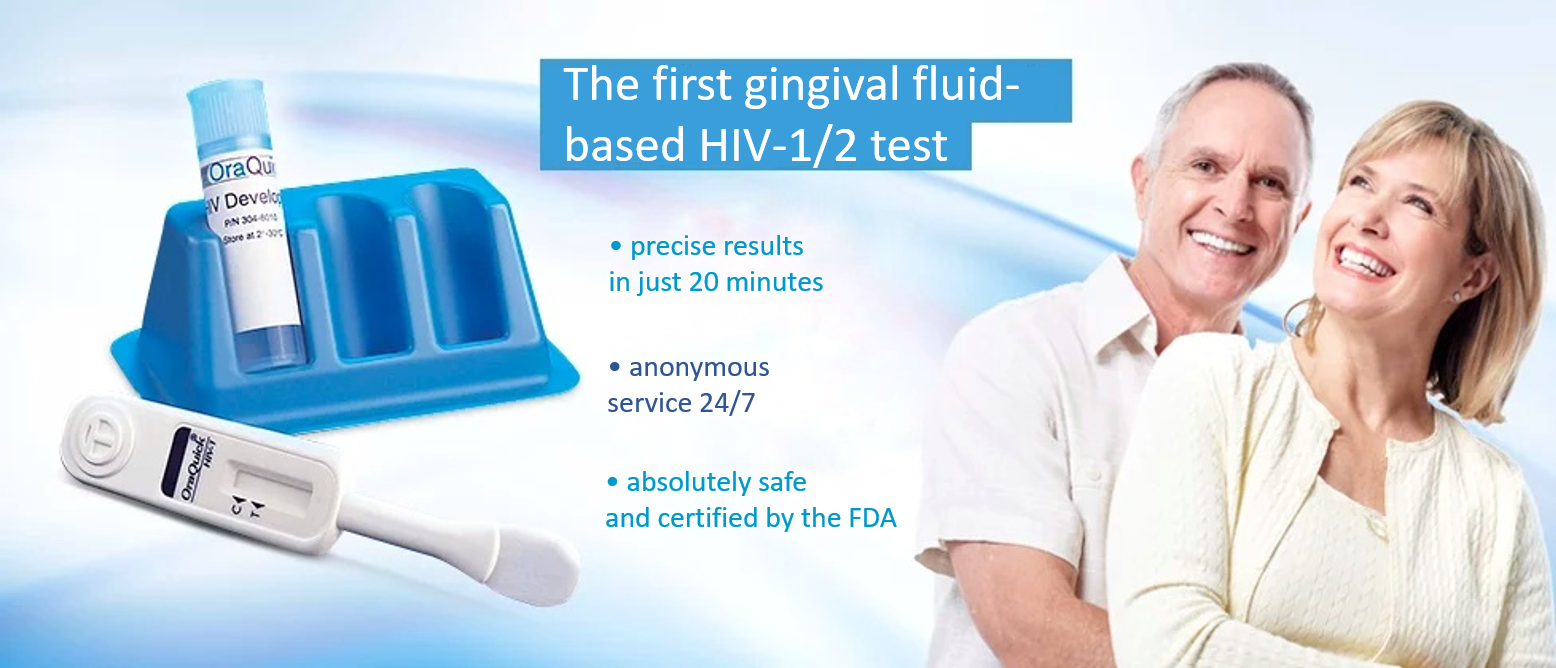 The first gingival fluid-
based HIV-1/2 test
OraQui
HIV Develop
P/N 304-6010
Store at 2°-30°C
• precise results
in just 20 minutes
• anonymous
service 24/7
• absolutely safe
and certified by the FDA
OraQuick®
HIV-T
C
T